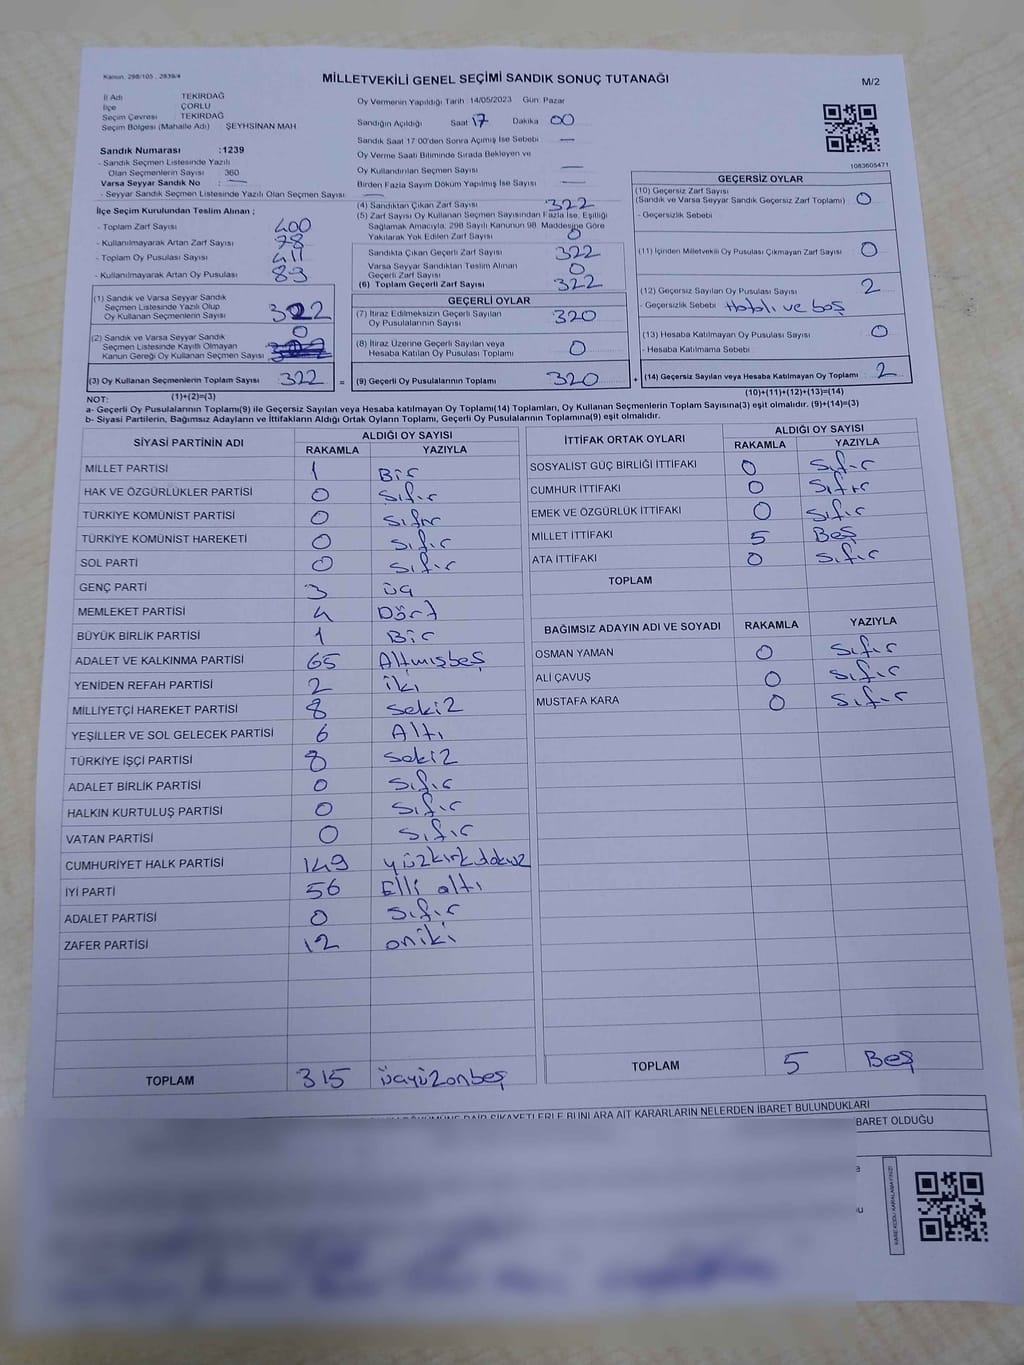 Kanun, 298/105 , 2839/4
MİLLETVEKİLİ GENEL SEÇİMİ SANDIK SONUÇ TUTANAĞI
M/2
İl Adı TEKİRDAĞ
İlçe ÇORLU
Seçim Çevresi TEKİRDAĞ
Seçim Bölgesi (Mahalle Adı) ŞEYHSİNAN MAH.
Sandık Numarası :1239
- Sandık Seçmen Listesinde Yazılı
Olan Seçmenlerin Sayısı 360
Varsa Seyyar Sandık No : —
- Seyyar Sandık Seçmen Listesinde Yazılı Olan Seçmen Sayısı —
Oy Vermenin Yapıldığı Tarih :14/05/2023 Gün: Pazar
Sandığın Açıldığı Saat 17 Dakika 00
Sandık Saat 17:00'den Sonra Açılmış İse Sebebi —
Oy Verme Saati Bitiminde Sırada Bekleyen ve
Oy Kullandırılan Seçmen Sayısı —
Birden Fazla Sayım Döküm Yapılmış İse Sayısı —
1083605471
İlçe Seçim Kurulundan Teslim Alınan ;
- Toplam Zarf Sayısı 400
- Kullanılmayarak Artan Zarf Sayısı 78
- Toplam Oy Pusulası Sayısı 411
- Kullanılmayarak Artan Oy Pusulası 89
(1) Sandık ve Varsa Seyyar Sandık
Seçmen Listesinde Yazılı Olup
Oy Kullanan Seçmenlerin Sayısı 322
(2) Sandık ve Varsa Seyyar Sandık
Seçmen Listesinde Kayıtlı Olmayan
Kanun Gereği Oy Kullanan Seçmen Sayısı 0
(3) Oy Kullanan Seçmenlerin Toplam Sayısı 322 =
(1)+(2)=(3)
(4) Sandıktan Çıkan Zarf Sayısı 322
(5) Zarf Sayısı Oy Kullanan Seçmen Sayısından Fazla İse, Eşitliği
Sağlamak Amacıyla, 298 Sayılı Kanunun 98. Maddesine Göre
Yakılarak Yok Edilen Zarf Sayısı 0
Sandıkta Çıkan Geçerli Zarf Sayısı 322
Varsa Seyyar Sandıktan Teslim Alınan
Geçerli Zarf Sayısı 0
(6) Toplam Geçerli Zarf Sayısı 322
GEÇERLİ OYLAR
(7) İtiraz Edilmeksizin Geçerli Sayılan
Oy Pusulalarının Sayısı 320
(8) İtiraz Üzerine Geçerli Sayılan veya
Hesaba Katılan Oy Pusulası Toplamı 0
(9) Geçerli Oy Pusulalarının Toplamı 320 +
GEÇERSİZ OYLAR
(10) Geçersiz Zarf Sayısı
(Sandık ve Varsa Seyyar Sandık Geçersiz Zarf Toplamı) 0
- Geçersizlik Sebebi
(11) İçinden Milletvekili Oy Pusulası Çıkmayan Zarf Sayısı 0
(12) Geçersiz Sayılan Oy Pusulası Sayısı 2
- Geçersizlik Sebebi Hatalı ve boş
(13) Hesaba Katılmayan Oy Pusulası Sayısı 0
- Hesaba Katılmama Sebebi
(14) Geçersiz Sayılan veya Hesaba Katılmayan Oy Toplamı 2
(10)+(11)+(12)+(13)=(14)
NOT:
a- Geçerli Oy Pusulalarının Toplamı(9) ile Geçersiz Sayılan veya Hesaba katılmayan Oy Toplamı(14) Toplamları, Oy Kullanan Seçmenlerin Toplam Sayısına(3) eşit olmalıdır. (9)+(14)=(3)
b- Siyasi Partilerin, Bağımsız Adayların ve İttifakların Aldığı Ortak Oyların Toplamı, Geçerli Oy Pusulalarının Toplamına(9) eşit olmalıdır.
SİYASİ PARTİNİN ADI ALDIĞI OY SAYISI
RAKAMLA YAZIYLA
MİLLET PARTİSİ 1 Bir
HAK VE ÖZGÜRLÜKLER PARTİSİ 0 Sıfır
TÜRKİYE KOMÜNİST PARTİSİ 0 Sıfır
TÜRKİYE KOMÜNİST HAREKETİ 0 Sıfır
SOL PARTİ 0 Sıfır
GENÇ PARTİ 3 üç
MEMLEKET PARTİSİ 4 Dört
BÜYÜK BİRLİK PARTİSİ 1 Bir
ADALET VE KALKINMA PARTİSİ 65 Altmışbeş
YENİDEN REFAH PARTİSİ 2 iki
MİLLİYETÇİ HAREKET PARTİSİ 8 Sekiz
YEŞİLLER VE SOL GELECEK PARTİSİ 6 Altı
TÜRKİYE İŞÇİ PARTİSİ 8 Sekiz
ADALET BİRLİK PARTİSİ 0 Sıfır
HALKIN KURTULUŞ PARTİSİ 0 Sıfır
VATAN PARTİSİ 0 Sıfır
CUMHURİYET HALK PARTİSİ 149 yüzkırkdokuz
İYİ PARTİ 56 Elli altı
ADALET PARTİSİ 0 Sıfır
ZAFER PARTİSİ 12 oniki
TOPLAM 315 üçyüzonbeş
İTTİFAK ORTAK OYLARI ALDIĞI OY SAYISI
RAKAMLA YAZIYLA
SOSYALİST GÜÇ BİRLİĞİ İTTİFAKI 0 Sıfır
CUMHUR İTTİFAKI 0 Sıfır
EMEK VE ÖZGÜRLÜK İTTİFAKI 0 Sıfır
MİLLET İTTİFAKI 5 Beş
ATA İTTİFAKI 0 Sıfır
TOPLAM
BAĞIMSIZ ADAYIN ADI VE SOYADI RAKAMLA YAZIYLA
OSMAN YAMAN 0 Sıfır
ALİ ÇAVUŞ 0 Sıfır
MUSTAFA KARA 0 Sıfır
TOPLAM 5 Beş
ŞİKAYETLERLE BUNLARA AİT KARARLARIN NELERDEN İBARET BULUNDUKLARI
İBARET OLDUĞU